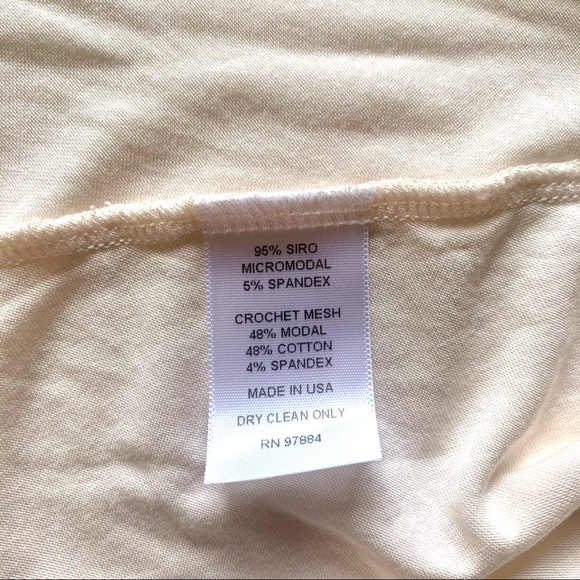 95% SIRO
MICROMODAL
5% SPANDEX
CROCHET MESH
48% MODAL
48% COTTON
4% SPANDEX
MADE IN USA
DRY CLEAN ONLY
RN 97884